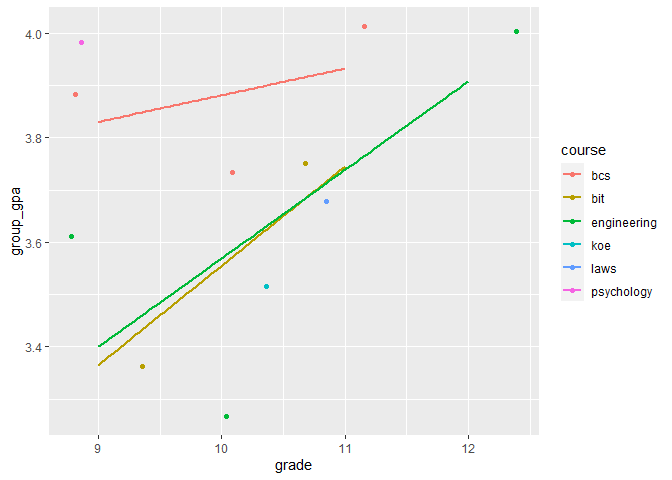 4.0
3.8
3.6
3.4
group_gpa
9
10
11
12
grade
course
bcs
bit
engineering
koe
laws
psychology